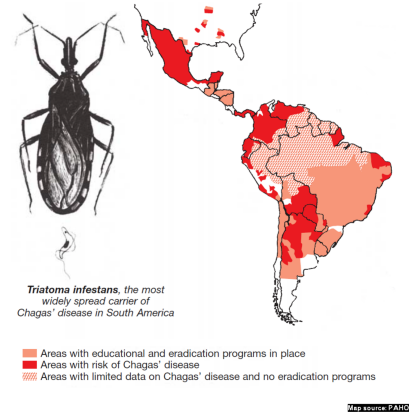 Triatoma infestans, the most
widely spread carrier of
Chagas' disease in South America
Areas with educational and eradication programs in place
Areas with risk of Chagas' disease
Areas with limited data on Chagas' disease and no eradication programs
Map source: PAHO